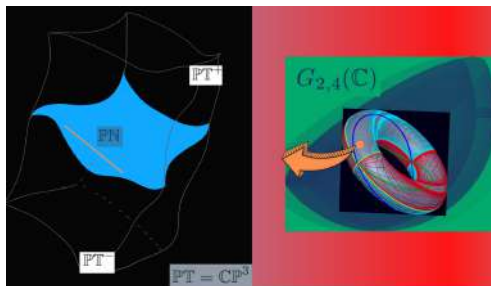 ℙ𝕋⁺
ℙℕ
ℙ𝕋⁻
ℙ𝕋 = ℂℙ³
G₂,₄(ℂ)